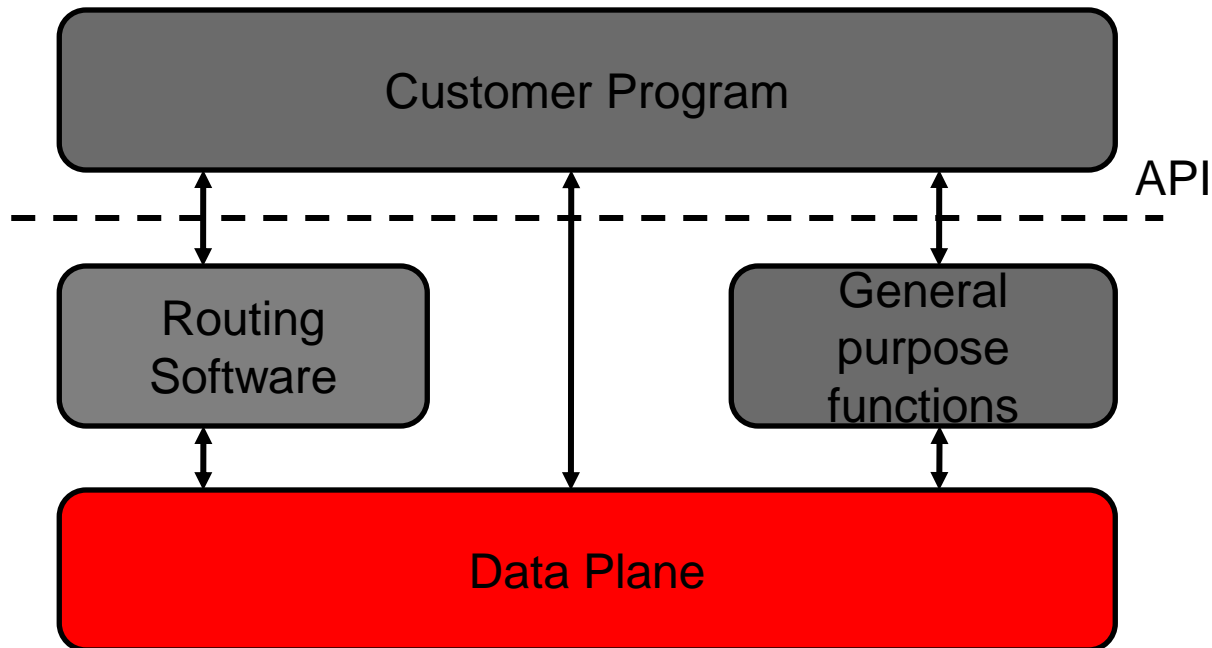 Customer Program
API
Routing
Software
General
purpose
functions
Data Plane